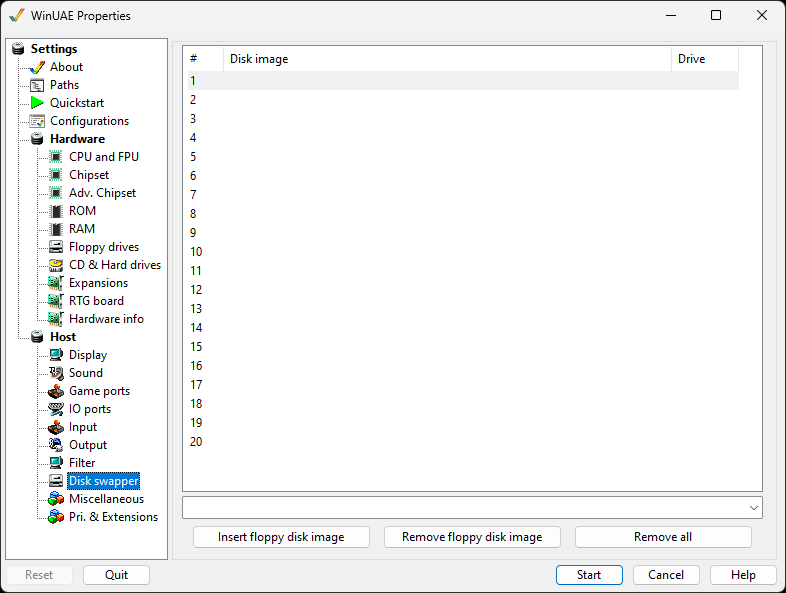 WinUAE Properties
Settings
About
Paths
Quickstart
Configurations
Hardware
CPU and FPU
Chipset
Adv. Chipset
ROM
RAM
Floppy drives
CD & Hard drives
Expansions
RTG board
Hardware info
Host
Display
Sound
Game ports
IO ports
Input
Output
Filter
Disk swapper
Miscellaneous
Pri. & Extensions
# Disk image Drive
1
2
3
4
5
6
7
8
9
10
11
12
13
14
15
16
17
18
19
20
Insert floppy disk image Remove floppy disk image Remove all
Reset Quit Start Cancel Help